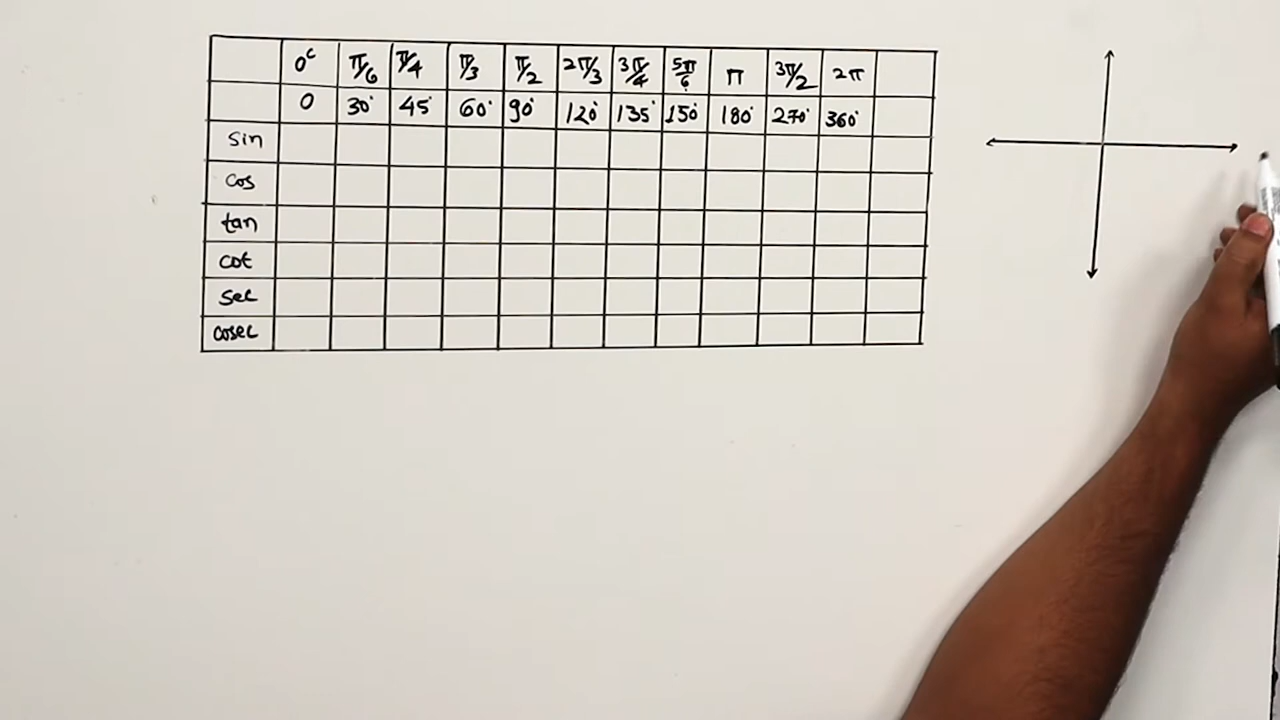 0ᶜ π/6 π/4 π/3 π/2 2π/3 3π/4 5π/6 π 3π/2 2π
0 30° 45° 60° 90° 120° 135° 150° 180° 270° 360°
sin
cos
tan
cot
sec
cosec